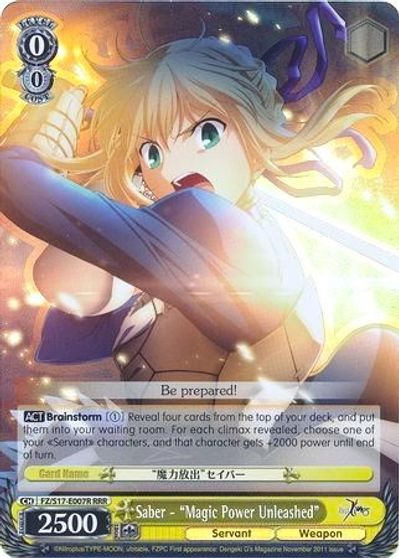 LEVEL
0
0
COST
Be prepared!
ACT Brainstorm [①] Reveal four cards from the top of your deck, and put
them into your waiting room. For each climax revealed, choose one of
your «Servant» characters, and that character gets +2000 power until end
of turn.
Card Name "魔力放出"セイバー
CH FZ/S17-E007R RRR Saber - "Magic Power Unleashed"
2500 Servant Weapon
©Nitroplus/TYPE-MOON, ufotable, FZPC First appearance: Dengeki G's Magazine November 2011 Issue